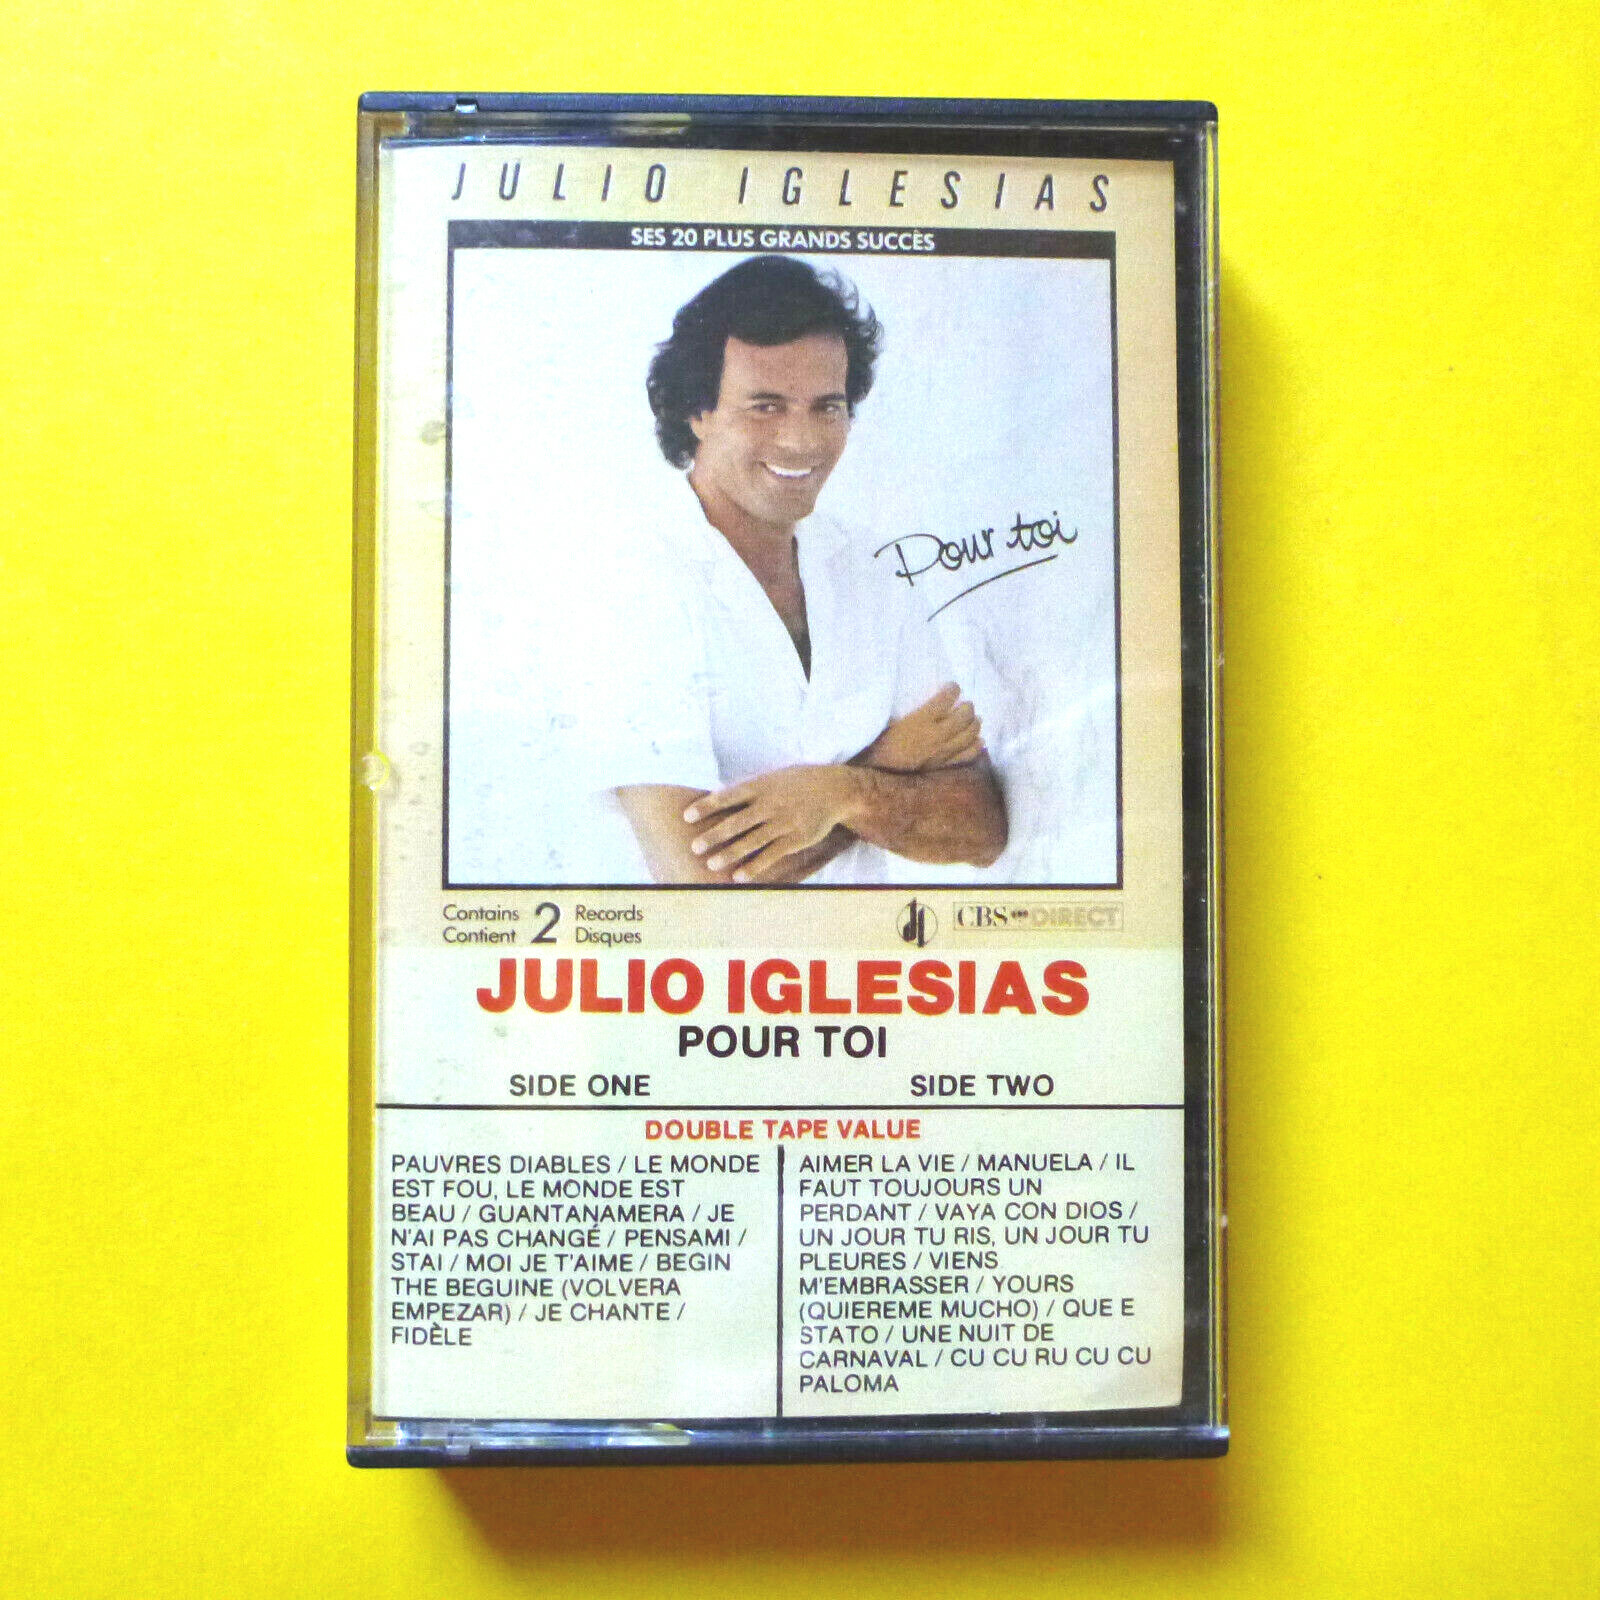 JULIO IGLESIAS
SES 20 PLUS GRANDS SUCCÈS
Pour toi
Contains 2 Records
Contient Disques
CBS DIRECT
JULIO IGLESIAS
POUR TOI
SIDE ONE
SIDE TWO
DOUBLE TAPE VALUE
PAUVRES DIABLES / LE MONDE
EST FOU, LE MONDE EST
BEAU / GUANTANAMERA / JE
N'AI PAS CHANGÉ / PENSAMI /
STAI / MOI JE T'AIME / BEGIN
THE BEGUINE (VOLVERA
EMPEZAR) / JE CHANTE /
FIDÈLE
AIMER LA VIE / MANUELA / IL
FAUT TOUJOURS UN
PERDANT / VAYA CON DIOS /
UN JOUR TU RIS, UN JOUR TU
PLEURES / VIENS
M'EMBRASSER / YOURS
(QUIEREME MUCHO) / QUE E
STATO / UNE NUIT DE
CARNAVAL / CU CU RU CU CU
PALOMA